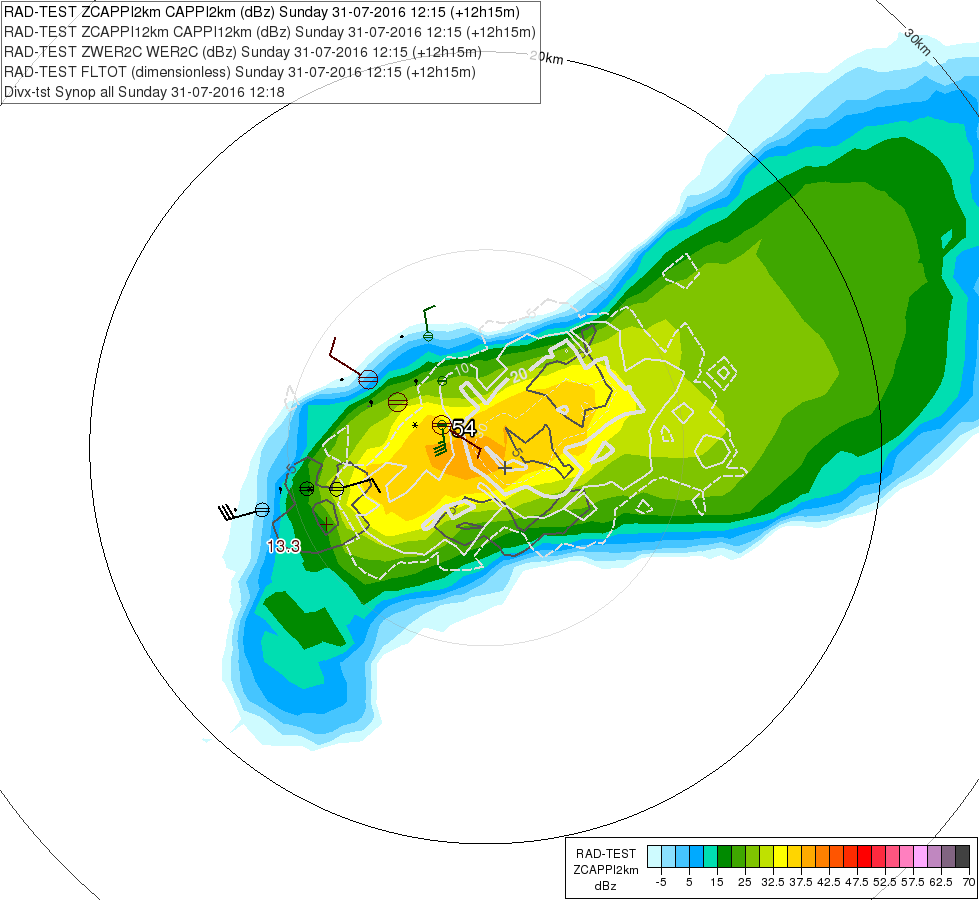 RAD-TEST ZCAPPI2km CAPPI2km (dBz) Sunday 31-07-2016 12:15 (+12h15m)
RAD-TEST ZCAPPI12km CAPPI12km (dBz) Sunday 31-07-2016 12:15 (+12h15m)
RAD-TEST ZWER2C WER2C (dBz) Sunday 31-07-2016 12:15 (+12h15m)
RAD-TEST FLTOT (dimensionless) Sunday 31-07-2016 12:15 (+12h15m)
Divx-tst Synop all Sunday 31-07-2016 12:18
20km
30km
10
20
54
5
5
13.3
RAD-TEST
ZCAPPI2km
dBz
-5 5 15 25 32.5 37.5 42.5 47.5 52.5 57.5 62.5 70